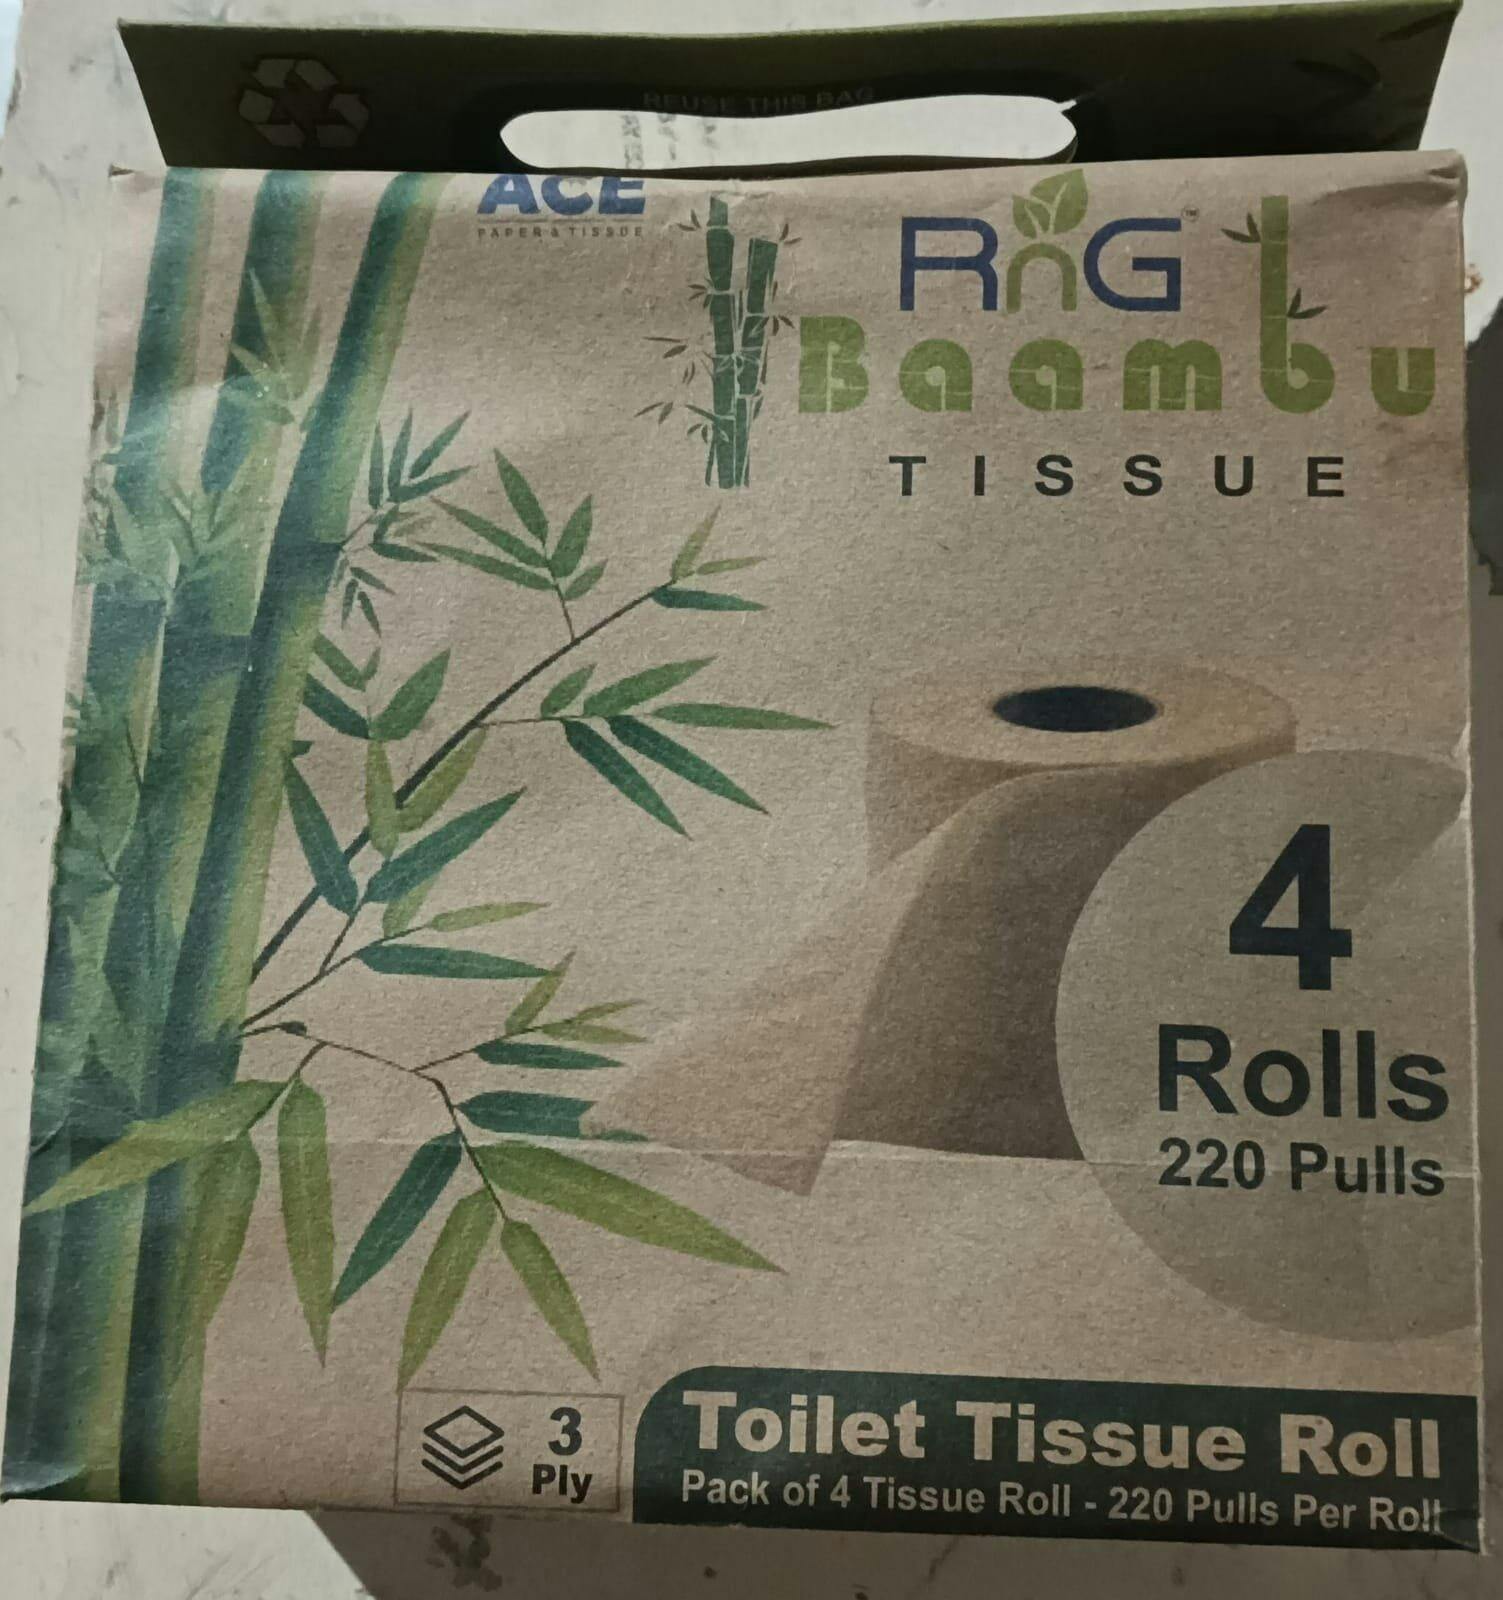 REUSE THIS BAG
ACE
PAPER & TISSUE
RnG™
Baambu
TISSUE
4
Rolls
220 Pulls
3
Ply
Toilet Tissue Roll
Pack of 4 Tissue Roll - 220 Pulls Per Roll